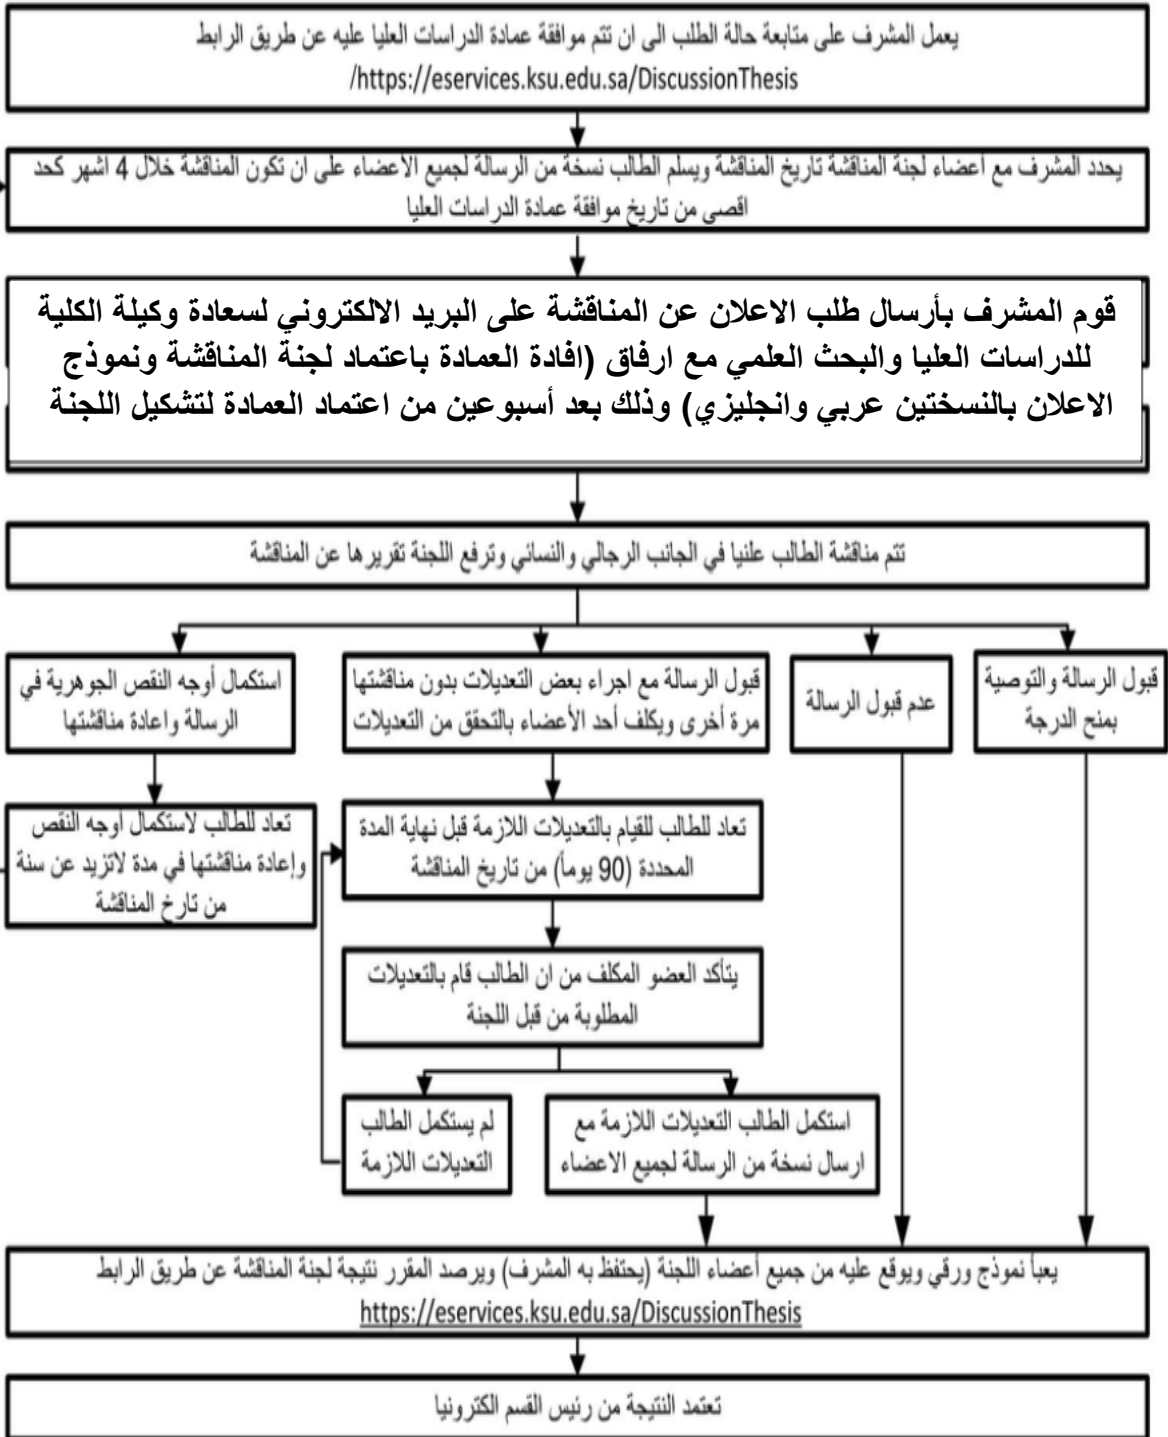 يعمل المشرف على متابعة حالة الطلب الى ان تتم موافقة عمادة الدراسات العليا عليه عن طريق الرابط
https://eservices.ksu.edu.sa/DiscussionThesis/
يحدد المشرف مع أعضاء لجنة المناقشة تاريخ المناقشة ويسلم الطالب نسخة من الرسالة لجميع الأعضاء على ان تكون المناقشة خلال 4 اشهر كحد
اقصى من تاريخ موافقة عمادة الدراسات العليا
قوم المشرف بأرسال طلب الاعلان عن المناقشة على البريد الالكتروني لسعادة وكيلة الكلية
للدراسات العليا والبحث العلمي مع ارفاق (افادة العمادة باعتماد لجنة المناقشة ونموذج
الاعلان بالنسختين عربي وانجليزي) وذلك بعد أسبوعين من اعتماد العمادة لتشكيل اللجنة
تتم مناقشة الطالب علنيا في الجانب الرجالي والنسائي وترفع اللجنة تقريرها عن المناقشة
قبول الرسالة والتوصية
بمنح الدرجة
عدم قبول الرسالة
قبول الرسالة مع اجراء بعض التعديلات بدون مناقشتها
مرة أخرى ويكلف أحد الأعضاء بالتحقق من التعديلات
استكمال أوجه النقص الجوهرية في
الرسالة واعادة مناقشتها
تعاد للطالب للقيام بالتعديلات اللازمة قبل نهاية المدة
المحددة (90 يوماً) من تاريخ المناقشة
تعاد للطالب لاستكمال أوجه النقص
وإعادة مناقشتها في مدة لاتزيد عن سنة
من تارخ المناقشة
يتأكد العضو المكلف من ان الطالب قام بالتعديلات
المطلوبة من قبل اللجنة
استكمل الطالب التعديلات اللازمة مع
ارسال نسخة من الرسالة لجميع الاعضاء
لم يستكمل الطالب
التعديلات اللازمة
يعبأ نموذج ورقي ويوقع عليه من جميع أعضاء اللجنة (يحتفظ به المشرف) ويرصد المقرر نتيجة لجنة المناقشة عن طريق الرابط
https://eservices.ksu.edu.sa/DiscussionThesis
تعتمد النتيجة من رئيس القسم الكترونيا